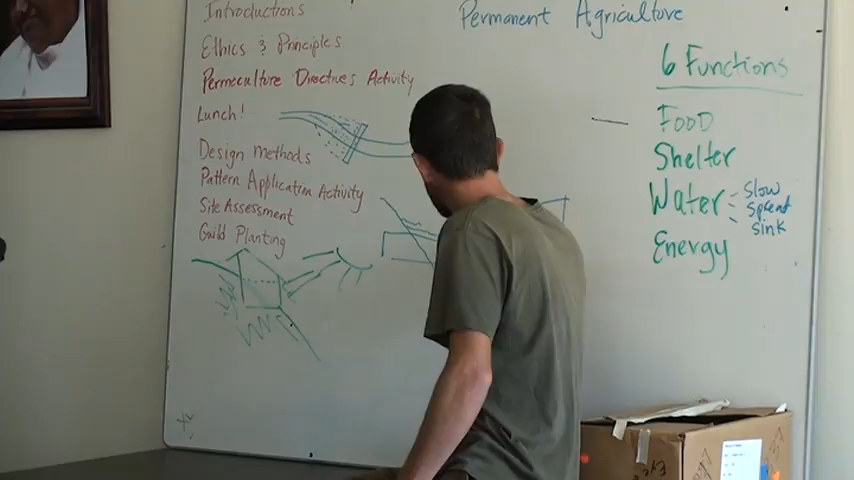 Introductions
Ethics & Principles
Permaculture Directives Activity
Lunch!
Design methods
Pattern Application Activity
Site Assessment
Guild Planting
Permanent Agriculture
6 Functions
Food
Shelter
Water
Slow
Spread
Sink
Energy